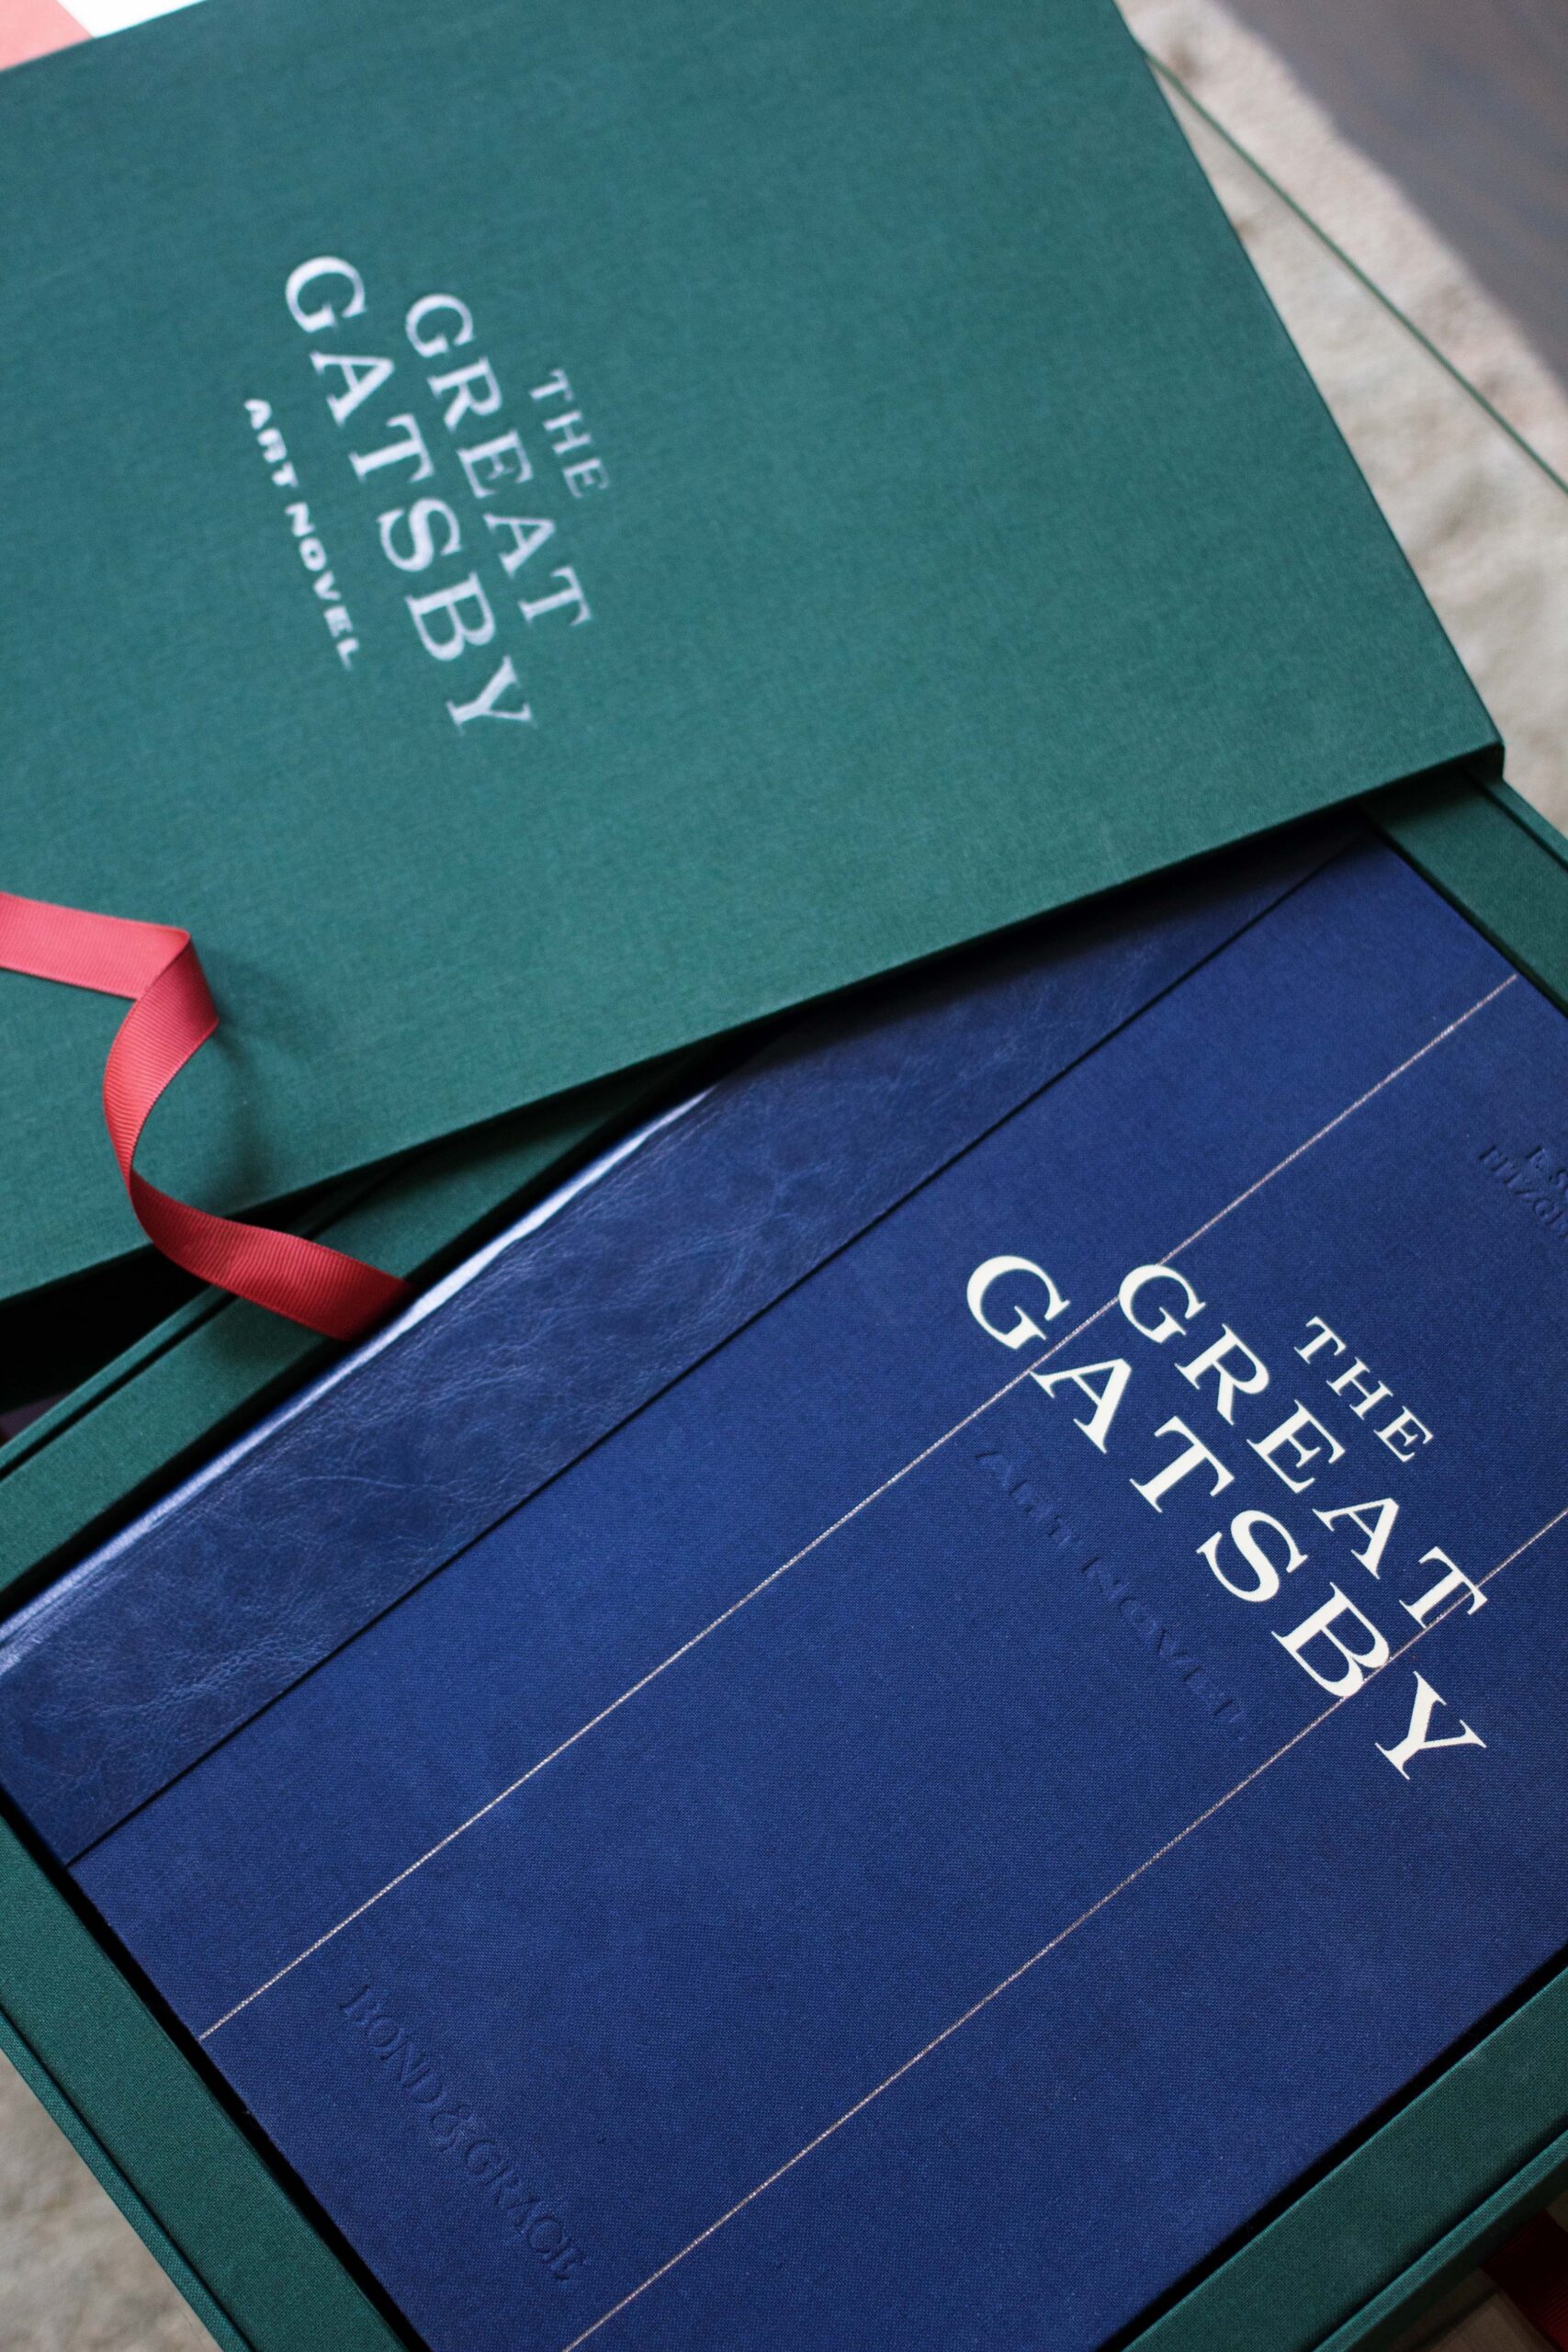 THE
GREAT
GATSBY
ART NOVEL
THE
GREAT
GATSBY
ART NOVEL
BOND & GRACE